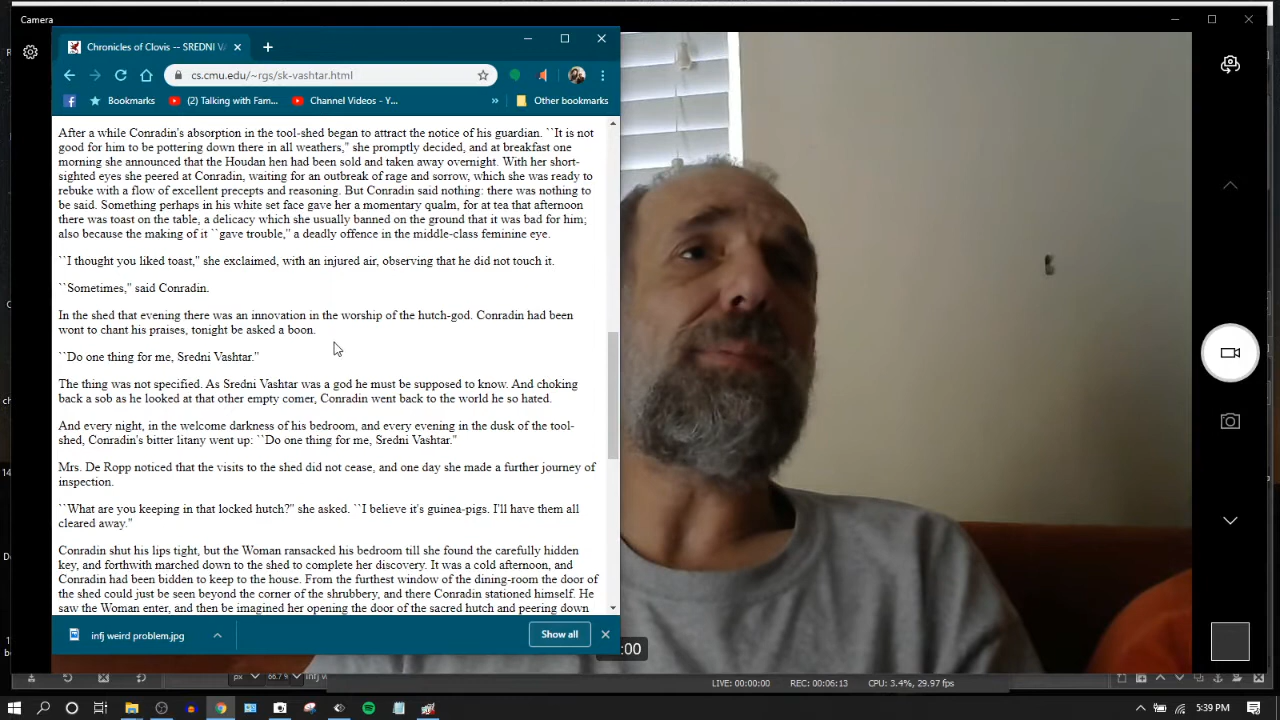 Camera
Chronicles of Clovis -- SREDNI VA
cs.cmu.edu/~rgs/sk-vashtar.html
Bookmarks
(2) Talking with Fam...
Channel Videos - Y...
»
Other bookmarks
After a while Conradin's absorption in the tool-shed began to attract the notice of his guardian. ``It is not
good for him to be pottering down there in all weathers,'' she promptly decided, and at breakfast one
morning she announced that the Houdan hen had been sold and taken away overnight. With her short-
sighted eyes she peered at Conradin, waiting for an outbreak of rage and sorrow, which she was ready to
rebuke with a flow of excellent precepts and reasoning. But Conradin said nothing: there was nothing to
be said. Something perhaps in his white set face gave her a momentary qualm, for at tea that afternoon
there was toast on the table, a delicacy which she usually banned on the ground that it was bad for him;
also because the making of it ``gave trouble,'' a deadly offence in the middle-class feminine eye.
``I thought you liked toast,'' she exclaimed, with an injured air, observing that he did not touch it.
``Sometimes,'' said Conradin.
In the shed that evening there was an innovation in the worship of the hutch-god. Conradin had been
wont to chant his praises, tonight be asked a boon.
``Do one thing for me, Sredni Vashtar.''
The thing was not specified. As Sredni Vashtar was a god he must be supposed to know. And choking
back a sob as he looked at that other empty comer, Conradin went back to the world he so hated.
And every night, in the welcome darkness of his bedroom, and every evening in the dusk of the tool-
shed, Conradin's bitter litany went up: ``Do one thing for me, Sredni Vashtar.''
Mrs. De Ropp noticed that the visits to the shed did not cease, and one day she made a further journey of
inspection.
``What are you keeping in that locked hutch?'' she asked. ``I believe it's guinea-pigs. I'll have them all
cleared away.''
Conradin shut his lips tight, but the Woman ransacked his bedroom till she found the carefully hidden
key, and forthwith marched down to the shed to complete her discovery. It was a cold afternoon, and
Conradin had been bidden to keep to the house. From the furthest window of the dining-room the door of
the shed could just be seen beyond the corner of the shrubbery, and there Conradin stationed himself. He
saw the Woman enter, and then be imagined her opening the door of the sacred hutch and peering down
infj weird problem.jpg
Show all
:00
px
66.7 %
LIVE: 00:00:00
REC: 00:06:13
CPU: 3.4%, 29.97 fps
5:39 PM